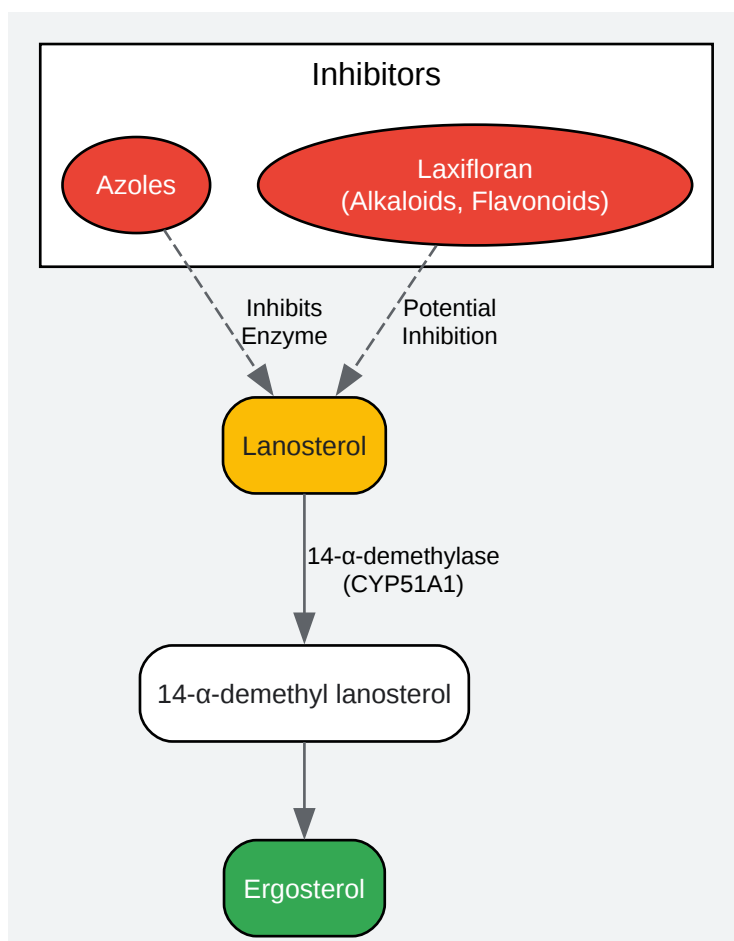 Inhibitors
Azoles
Laxifloran
(Alkaloids, Flavonoids)
Inhibits
Enzyme
Potential
Inhibition
Lanosterol
14-α-demethylase
(CYP51A1)
14-α-demethyl lanosterol
Ergosterol